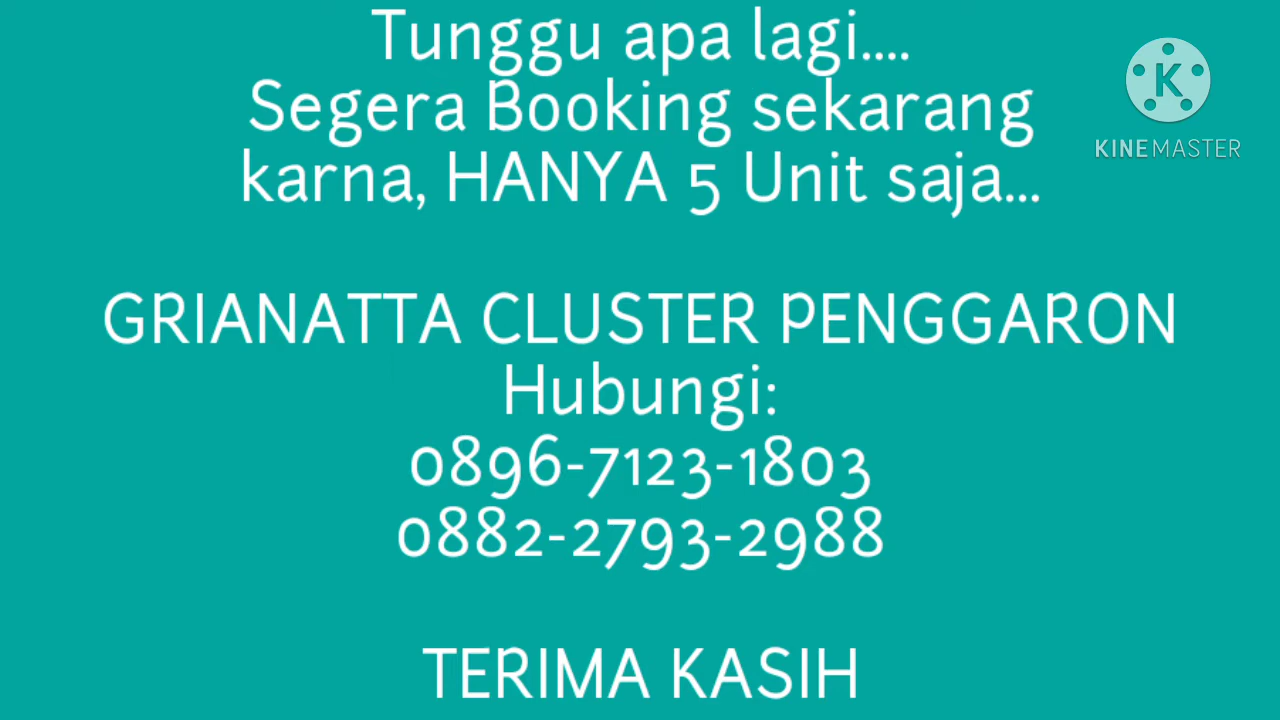 Tunggu apa lagi....
Segera Booking sekarang
karna, HANYA 5 Unit saja...
GRIANATTA CLUSTER PENGGARON
Hubungi:
0896-7123-1803
0882-2793-2988
TERIMA KASIH
K
KINEMASTER